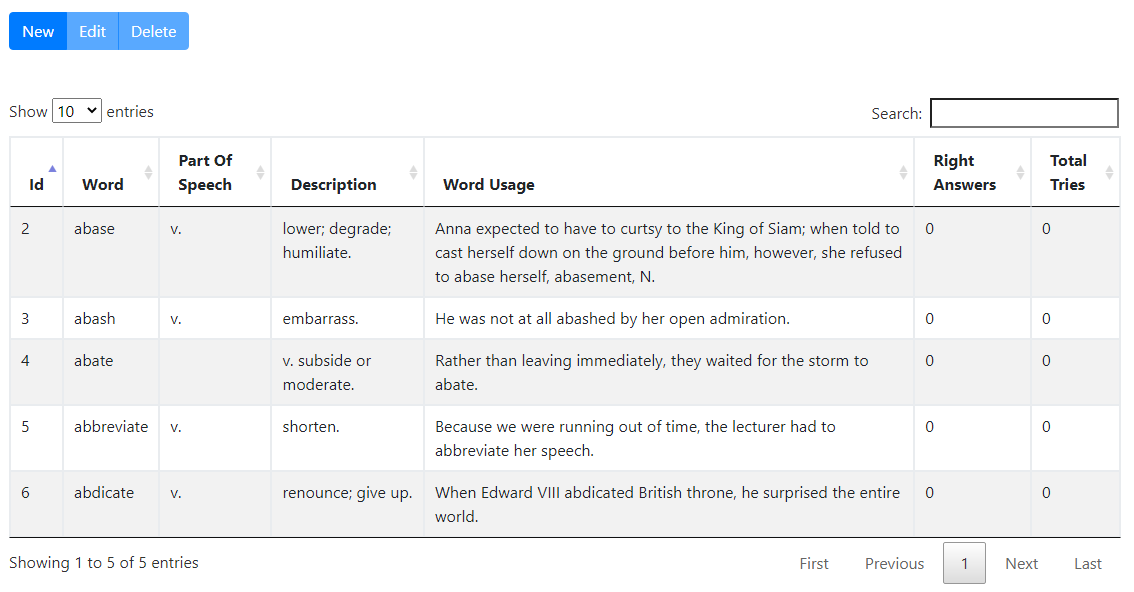 New Edit Delete
Show 10 entries
Search:
Id Word Part Of Speech Description Word Usage Right Answers Total Tries
2 abase v. lower; degrade; humiliate. Anna expected to have to curtsy to the King of Siam; when told to cast herself down on the ground before him, however, she refused to abase herself, abasement, N. 0 0
3 abash v. embarrass. He was not at all abashed by her open admiration. 0 0
4 abate v. subside or moderate. Rather than leaving immediately, they waited for the storm to abate. 0 0
5 abbreviate v. shorten. Because we were running out of time, the lecturer had to abbreviate her speech. 0 0
6 abdicate v. renounce; give up. When Edward VIII abdicated British throne, he surprised the entire world. 0 0
Showing 1 to 5 of 5 entries
First Previous 1 Next Last